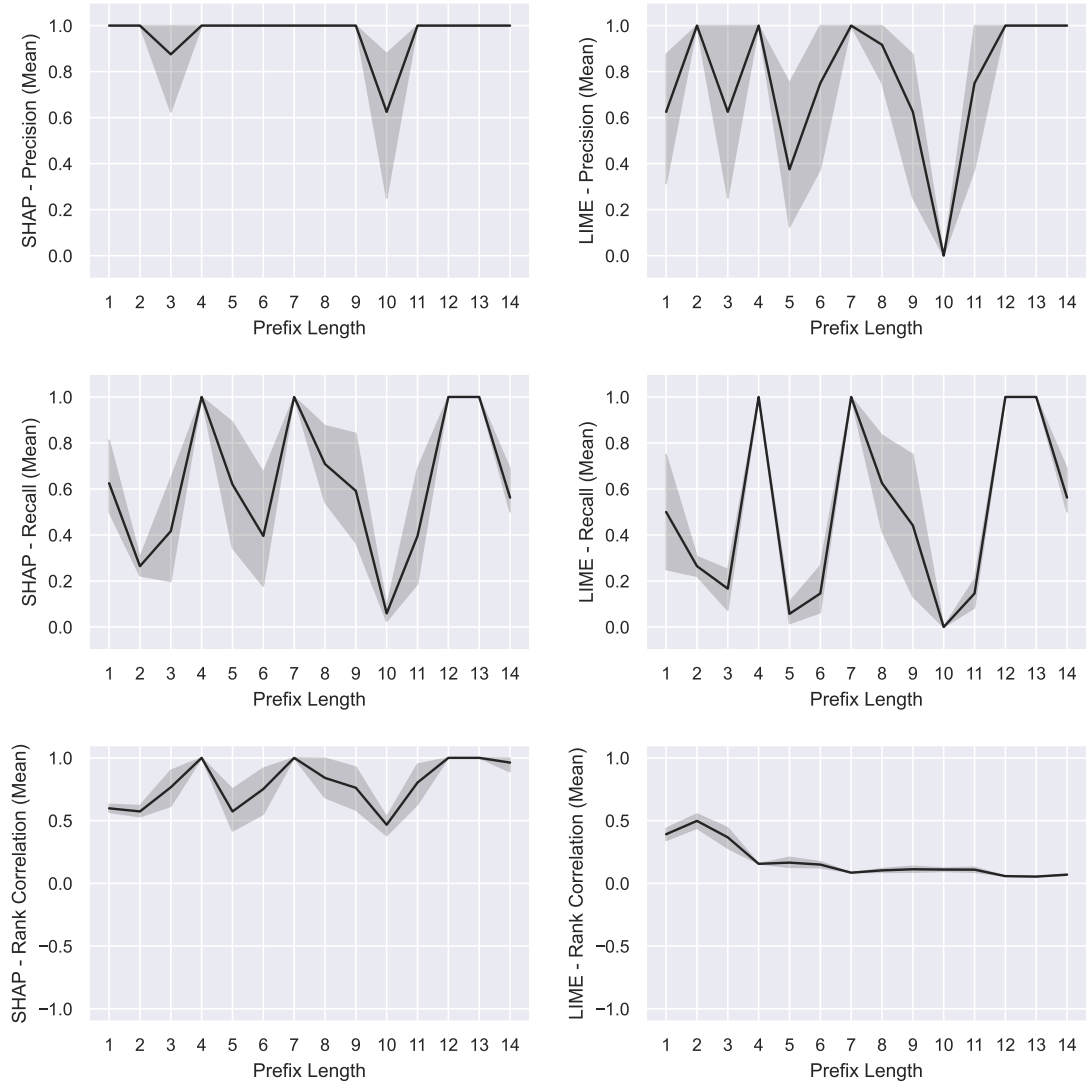 SHAP - Precision (Mean)
1.0
0.8
0.6
0.4
0.2
0.0
1 2 3 4 5 6 7 8 9 10 11 12 13 14
Prefix Length
LIME - Precision (Mean)
1.0
0.8
0.6
0.4
0.2
0.0
1 2 3 4 5 6 7 8 9 10 11 12 13 14
Prefix Length
SHAP - Recall (Mean)
1.0
0.8
0.6
0.4
0.2
0.0
1 2 3 4 5 6 7 8 9 10 11 12 13 14
Prefix Length
LIME - Recall (Mean)
1.0
0.8
0.6
0.4
0.2
0.0
1 2 3 4 5 6 7 8 9 10 11 12 13 14
Prefix Length
SHAP - Rank Correlation (Mean)
1.0
0.5
0.0
−0.5
−1.0
1 2 3 4 5 6 7 8 9 10 11 12 13 14
Prefix Length
LIME - Rank Correlation (Mean)
1.0
0.5
0.0
−0.5
−1.0
1 2 3 4 5 6 7 8 9 10 11 12 13 14
Prefix Length